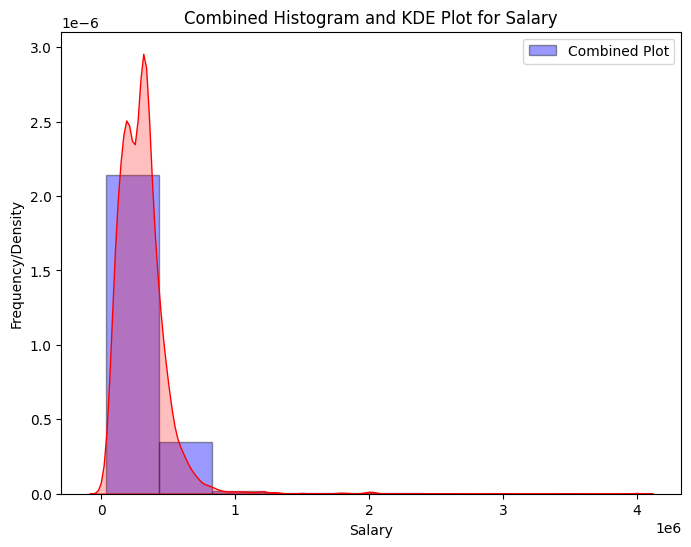 Combined Histogram and KDE Plot for Salary
1e−6
Combined Plot
3.0
2.5
2.0
1.5
1.0
0.5
0.0
Frequency/Density
0 1 2 3 4
1e6
Salary